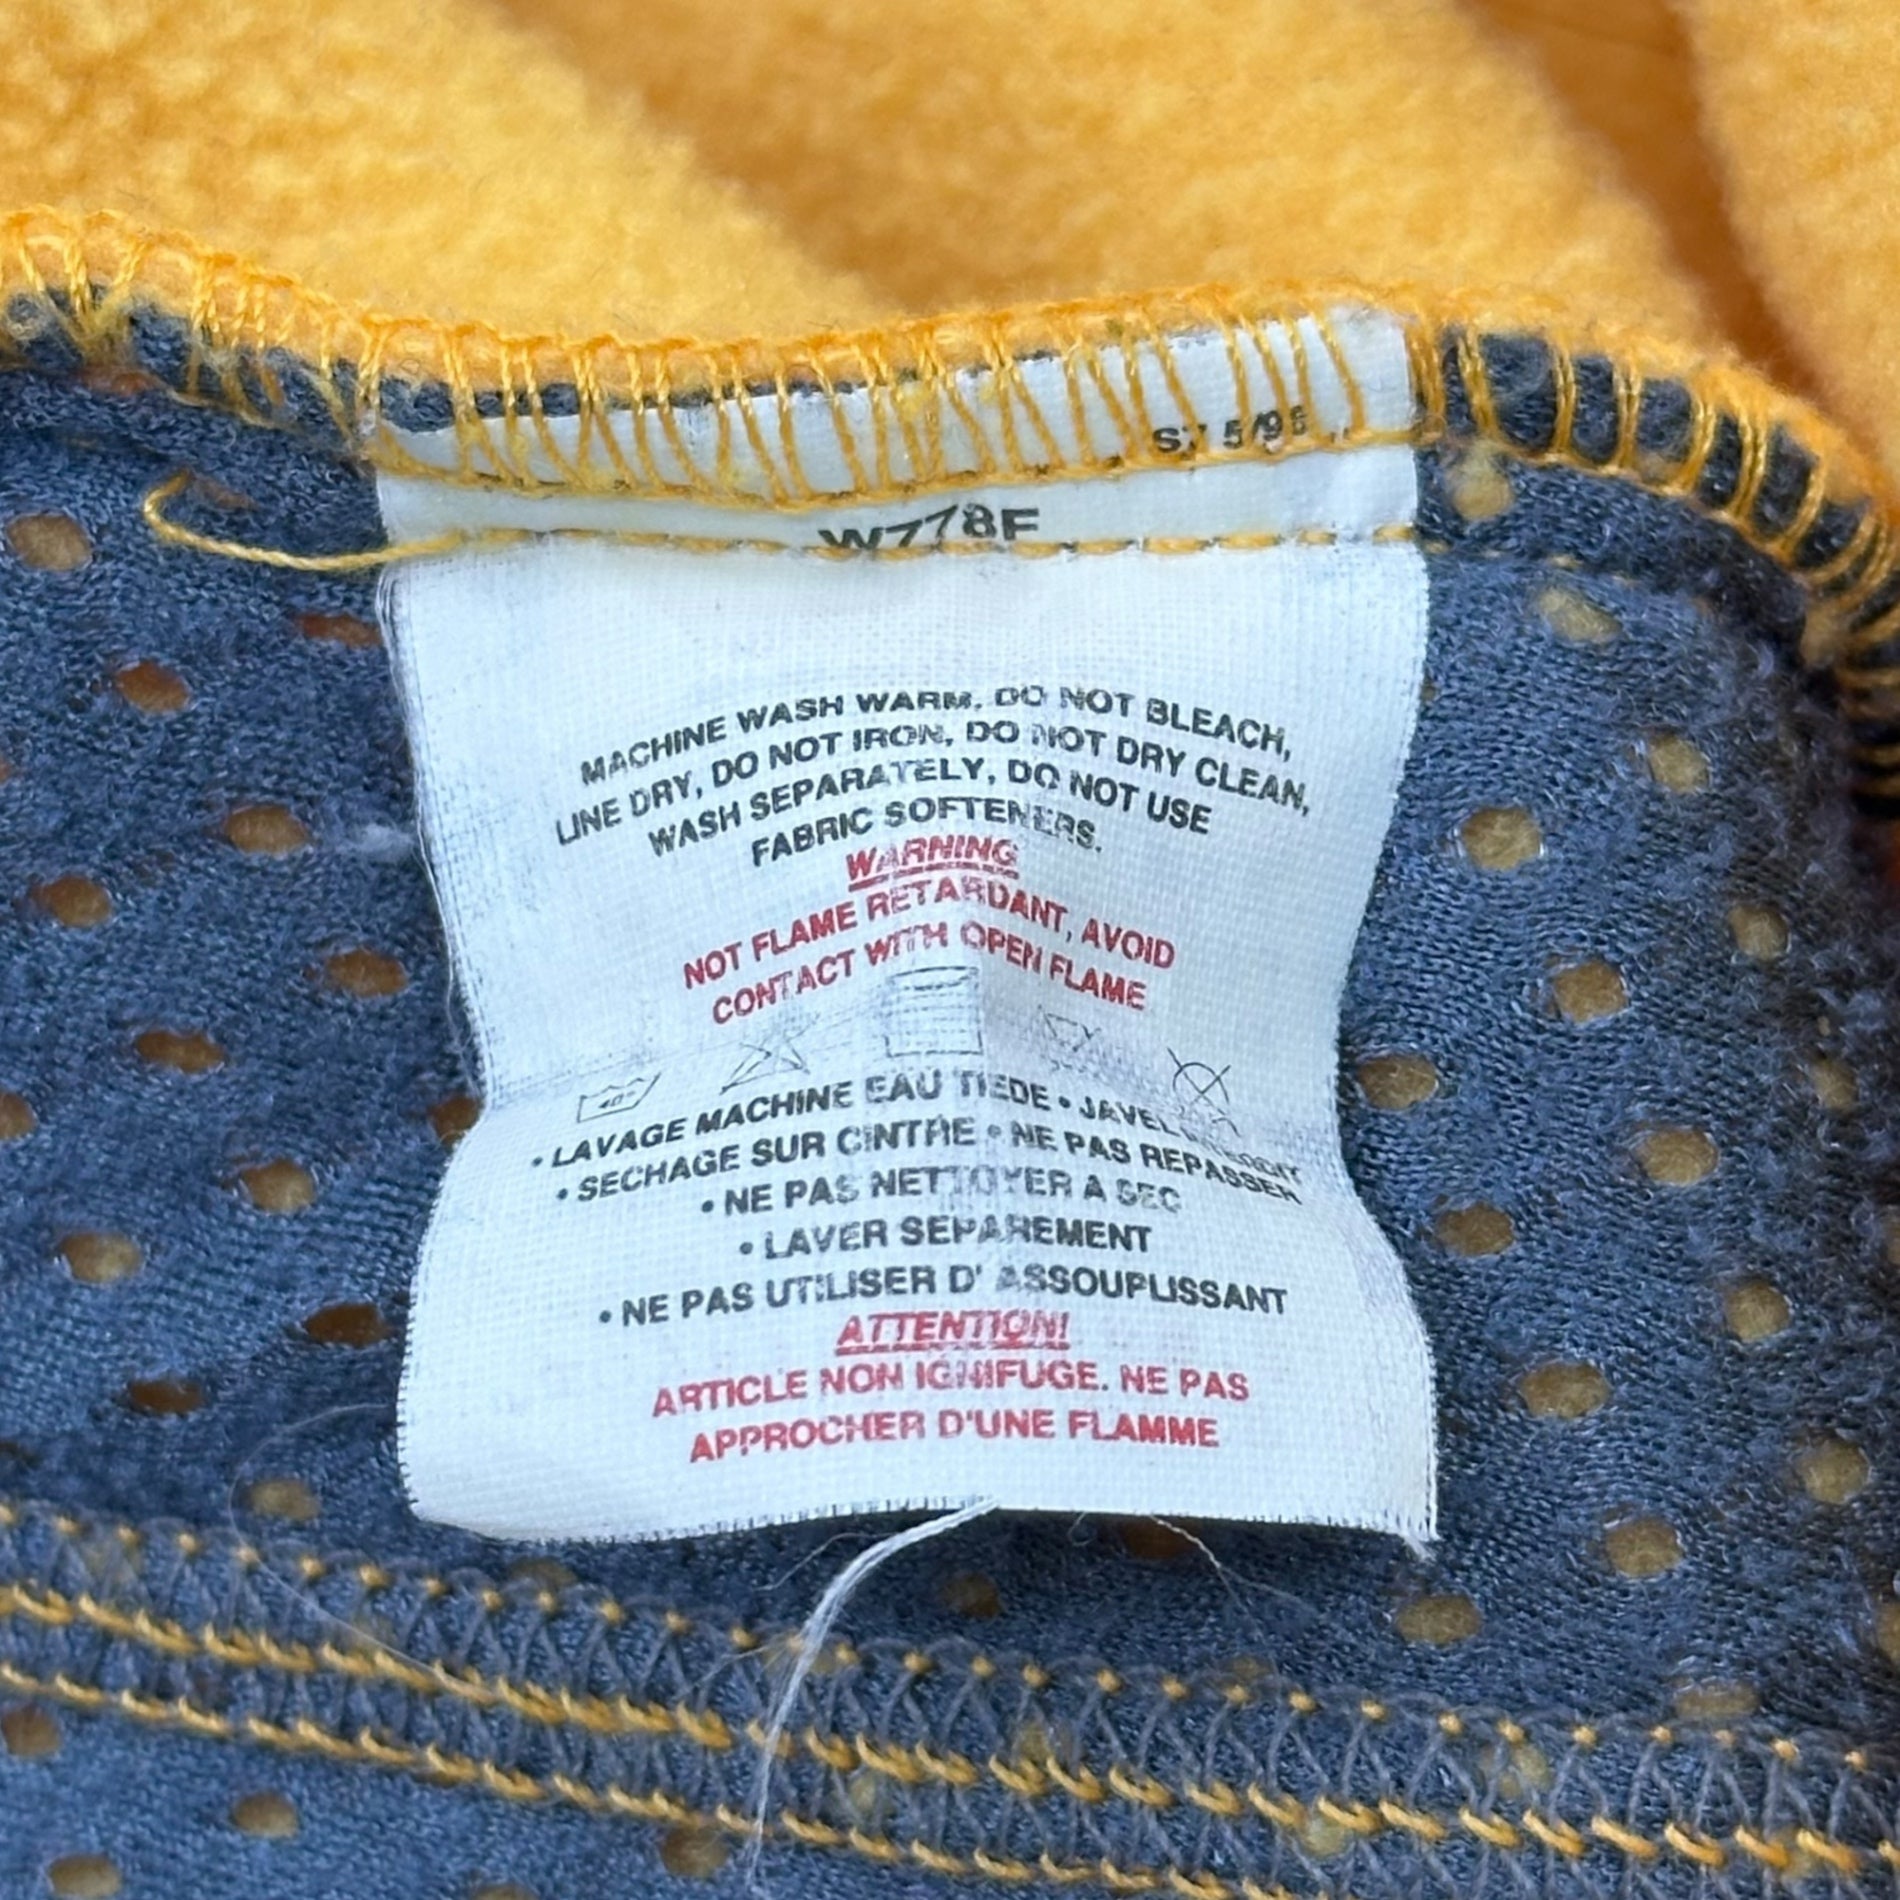 5/96
W778F
MACHINE WASH WARM, DO NOT BLEACH,
LINE DRY, DO NOT IRON, DO NOT DRY CLEAN,
WASH SEPARATELY, DO NOT USE
FABRIC SOFTENERS.
WARNING
NOT FLAME RETARDANT, AVOID
CONTACT WITH OPEN FLAME
40°
• LAVAGE MACHINE EAU TIEDE • JAVEL INTERDIT
• SECHAGE SUR CINTRE • NE PAS REPASSER
• NE PAS NETTOYER A SEC
• LAVER SEPAREMENT
• NE PAS UTILISER D' ASSOUPLISSANT
ATTENTION!
ARTICLE NON IGNIFUGE. NE PAS
APPROCHER D'UNE FLAMME